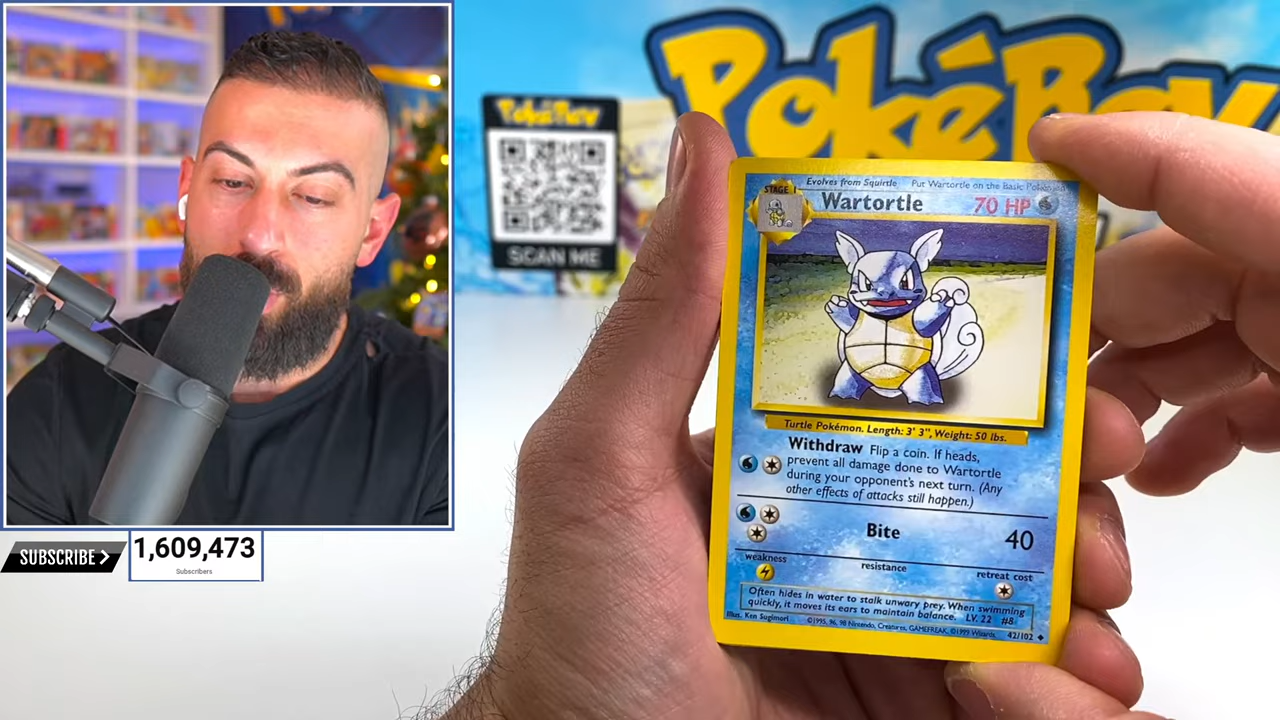 PokéRev
PokéRev
SCAN ME
STAGE 1
Evolves from Squirtle Put Wartortle on the Basic Pokémon
Wartortle 70 HP
Turtle Pokémon. Length: 3' 3", Weight: 50 lbs.
Withdraw Flip a coin. If heads,
prevent all damage done to Wartortle
during your opponent's next turn. (Any
other effects of attacks still happen.)
Bite 40
weakness
resistance
retreat cost
Often hides in water to stalk unwary prey. When swimming
quickly, it moves its ears to maintain balance. LV. 22 #8
Illus. Ken Sugimori ©1995, 96, 98 Nintendo, Creatures, GAMEFREAK. ©1999 Wizards. 42/102
SUBSCRIBE
1,609,473
Subscribers